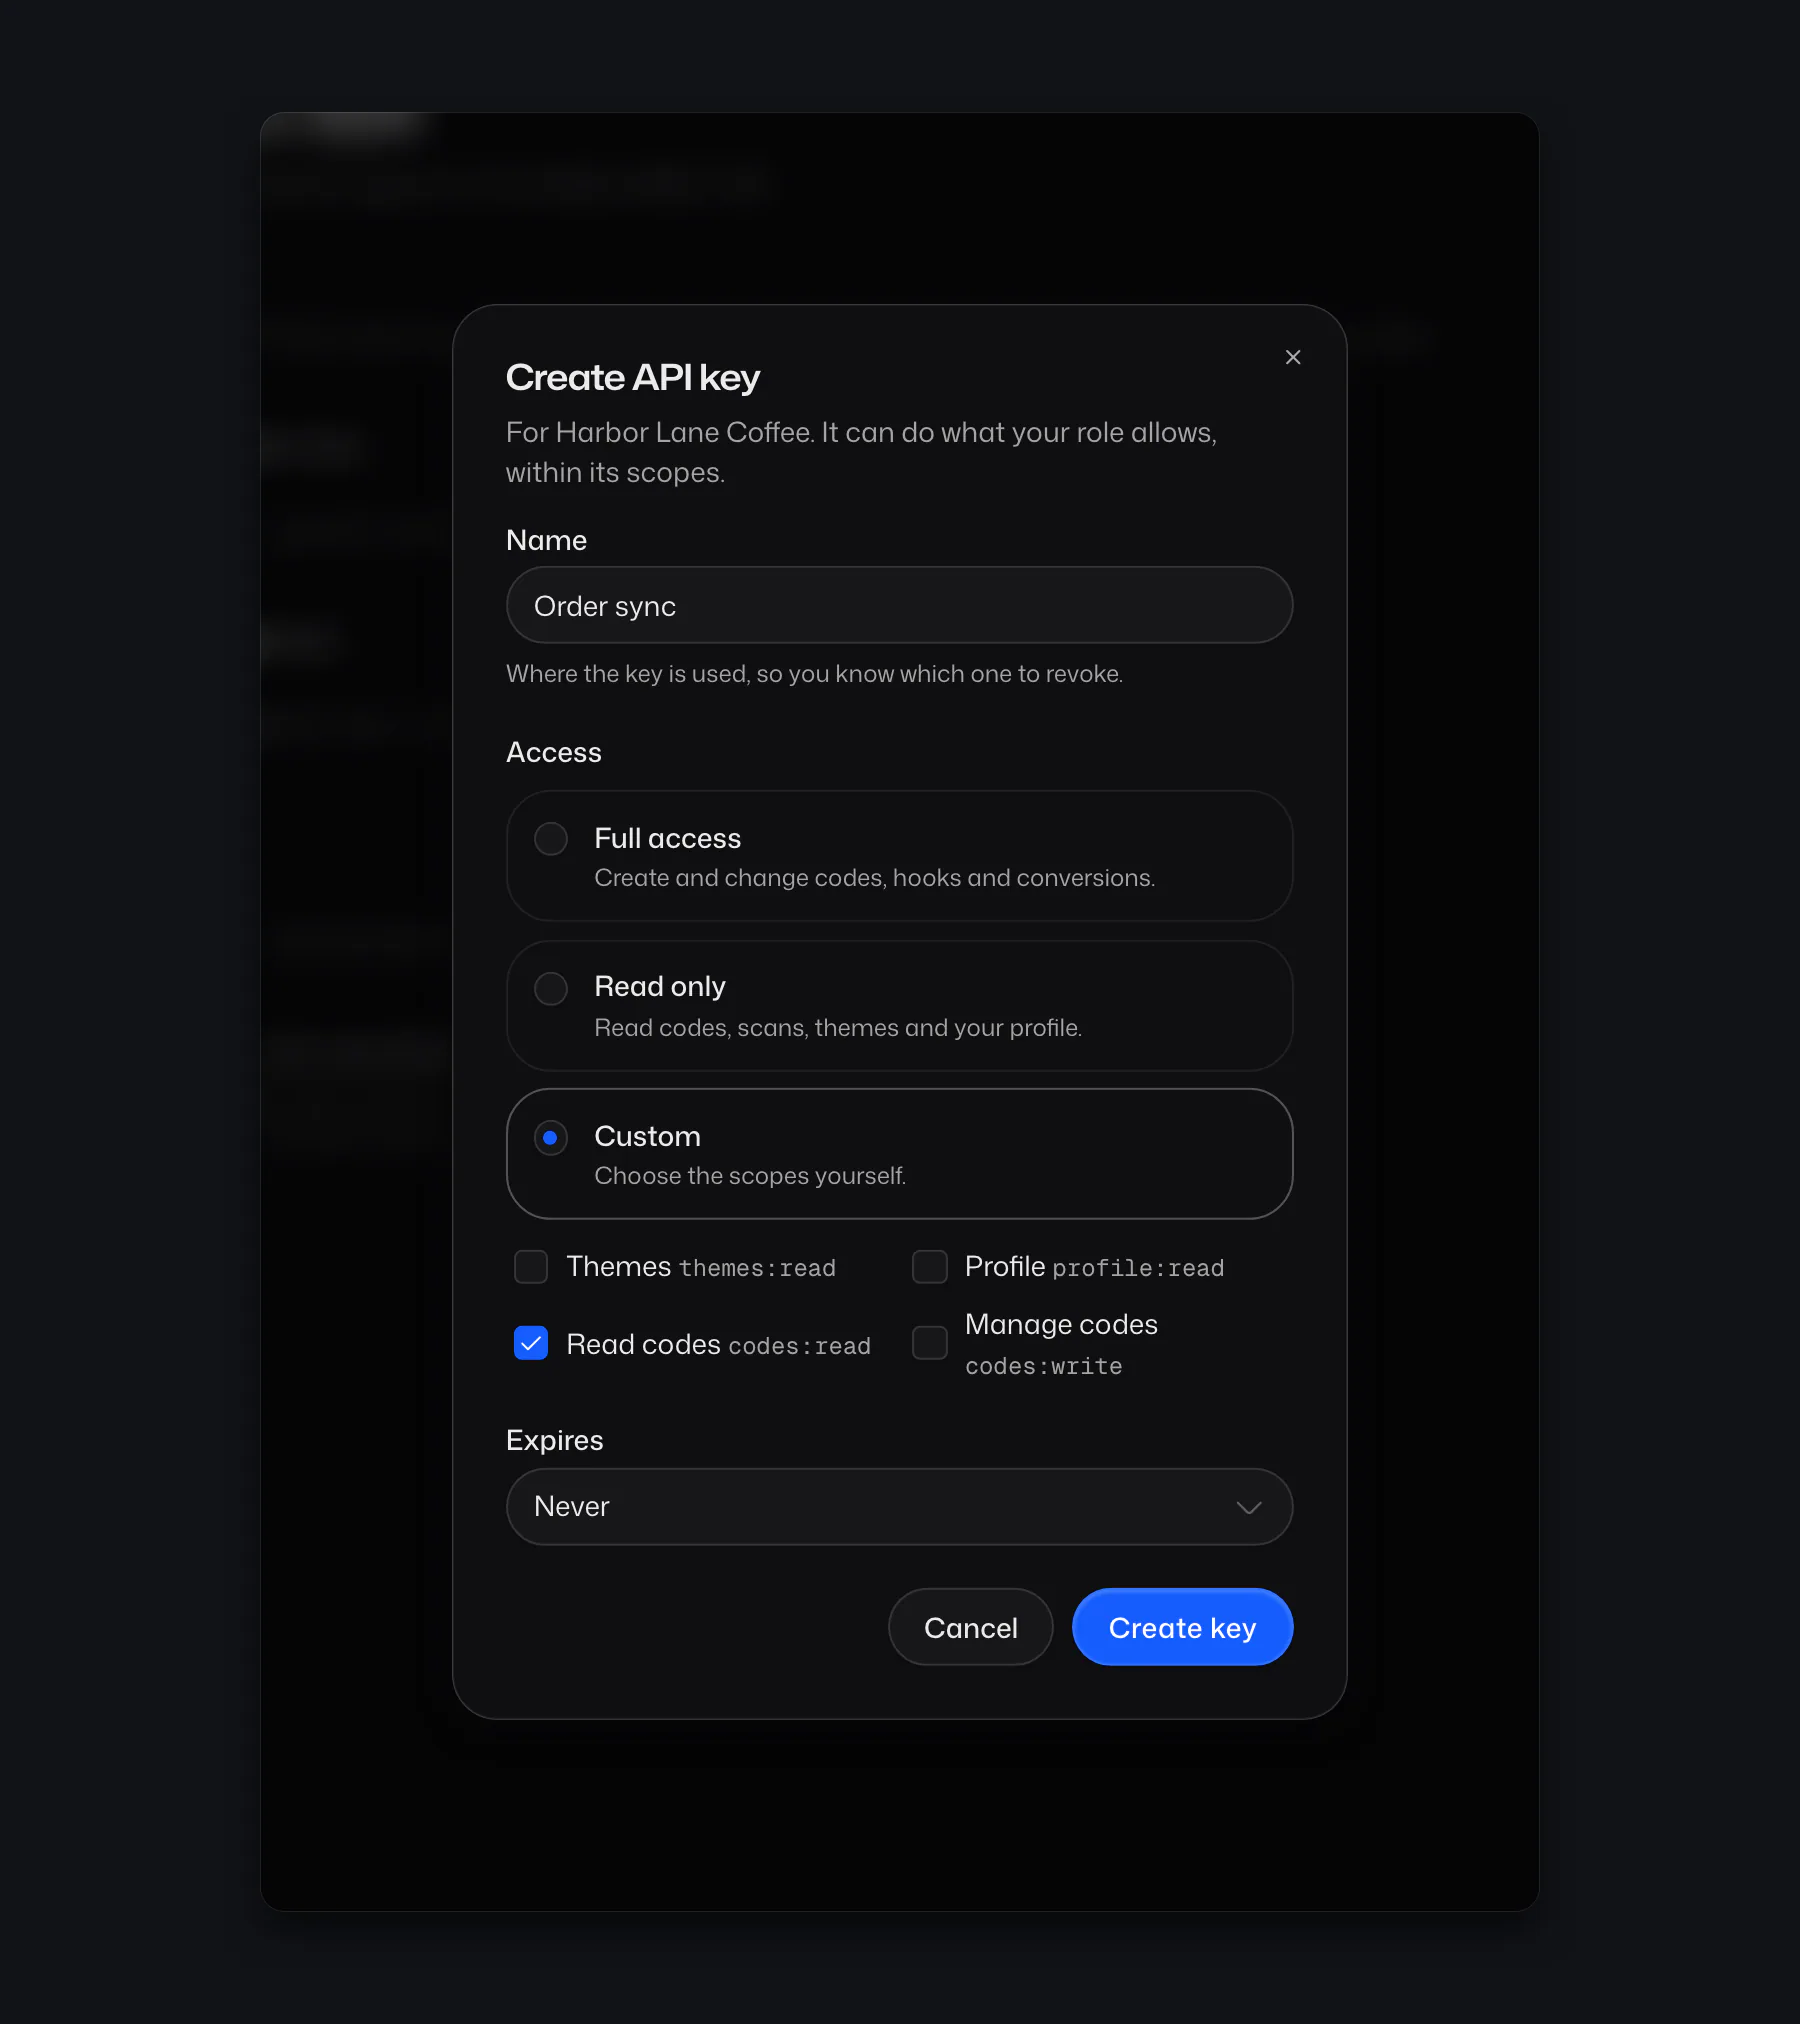 Create API key
For Harbor Lane Coffee. It can do what your role allows,
within its scopes.
Name
Order sync
Where the key is used, so you know which one to revoke.
Access
Full access
Create and change codes, hooks and conversions.
Read only
Read codes, scans, themes and your profile.
Custom
Choose the scopes yourself.
Themes themes:read
Profile profile:read
Read codes codes:read
Manage codes
codes:write
Expires
Never
Cancel
Create key